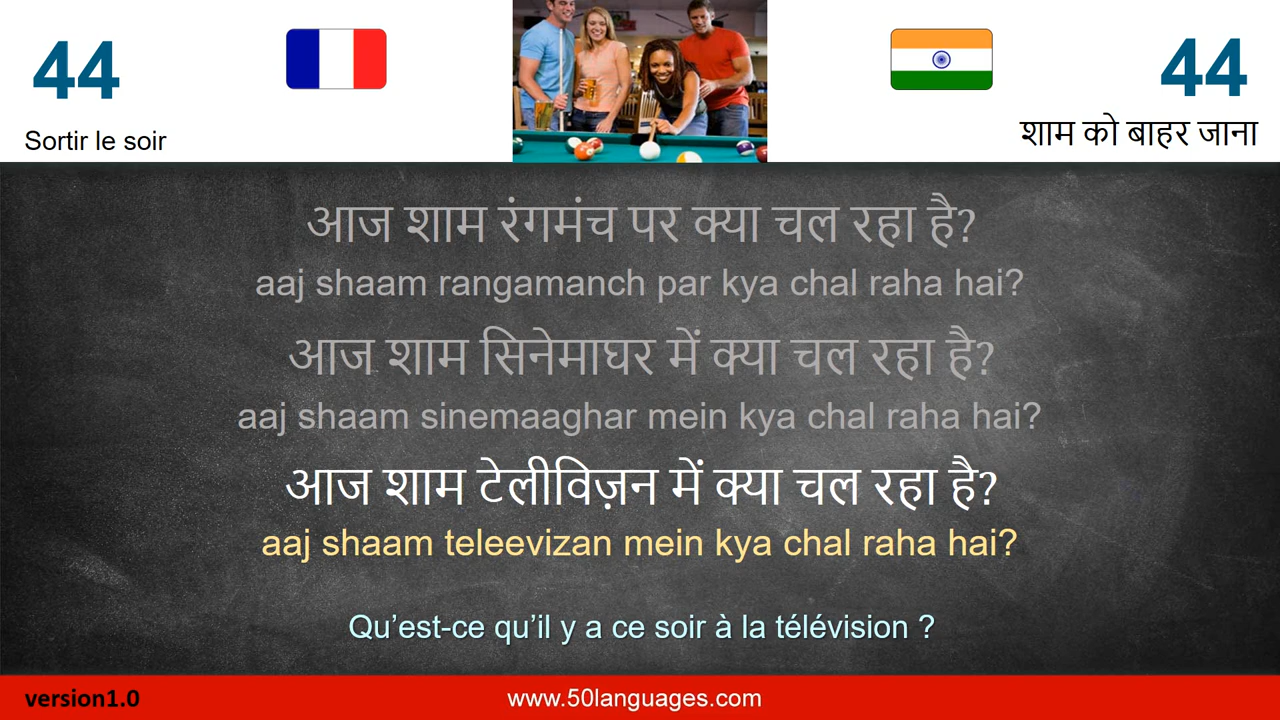 44
44
Sortir le soir
शाम को बाहर जाना
आज शाम रंगमंच पर क्या चल रहा है?
aaj shaam rangamanch par kya chal raha hai?
आज शाम सिनेमाघर में क्या चल रहा है?
aaj shaam sinemaaghar mein kya chal raha hai?
आज शाम टेलीविज़न में क्या चल रहा है?
aaj shaam teleevizan mein kya chal raha hai?
Qu’est-ce qu’il y a ce soir à la télévision ?
version1.0
www.50languages.com